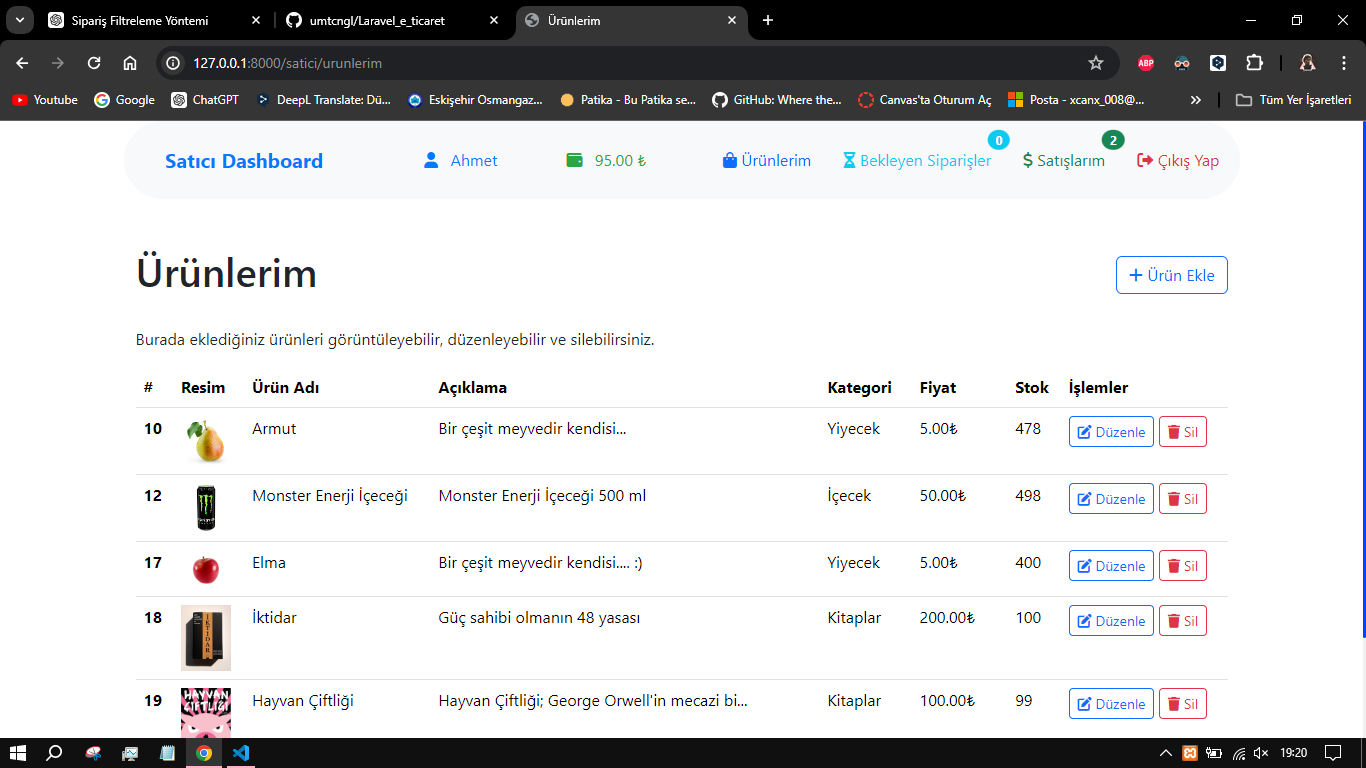 Sipariş Filtreleme Yöntemi
umtcngl/Laravel_e_ticaret
Ürünlerim
127.0.0.1:8000/satici/urunlerim
ABP
Youtube
Google
ChatGPT
DeepL Translate: Dü...
Eskişehir Osmangaz...
Patika - Bu Patika se...
GitHub: Where the...
Canvas'ta Oturum Aç
Posta - xcanx_008@...
Tüm Yer İşaretleri
Satıcı Dashboard
Ahmet
95.00 ₺
Ürünlerim
0
Bekleyen Siparişler
2
$ Satışlarım
Çıkış Yap
Ürünlerim
+ Ürün Ekle
Burada eklediğiniz ürünleri görüntüleyebilir, düzenleyebilir ve silebilirsiniz.
# Resim Ürün Adı Açıklama Kategori Fiyat Stok İşlemler
10 Armut Bir çeşit meyvedir kendisi... Yiyecek 5.00₺ 478 Düzenle Sil
12 Monster Enerji İçeceği Monster Enerji İçeceği 500 ml İçecek 50.00₺ 498 Düzenle Sil
17 Elma Bir çeşit meyvedir kendisi.... :) Yiyecek 5.00₺ 400 Düzenle Sil
18 İKTİDAR İktidar Güç sahibi olmanın 48 yasası Kitaplar 200.00₺ 100 Düzenle Sil
19 HAYVAN ÇİFTLİĞİ Hayvan Çiftliği Hayvan Çiftliği; George Orwell'in mecazi bi... Kitaplar 100.00₺ 99 Düzenle Sil
19:20